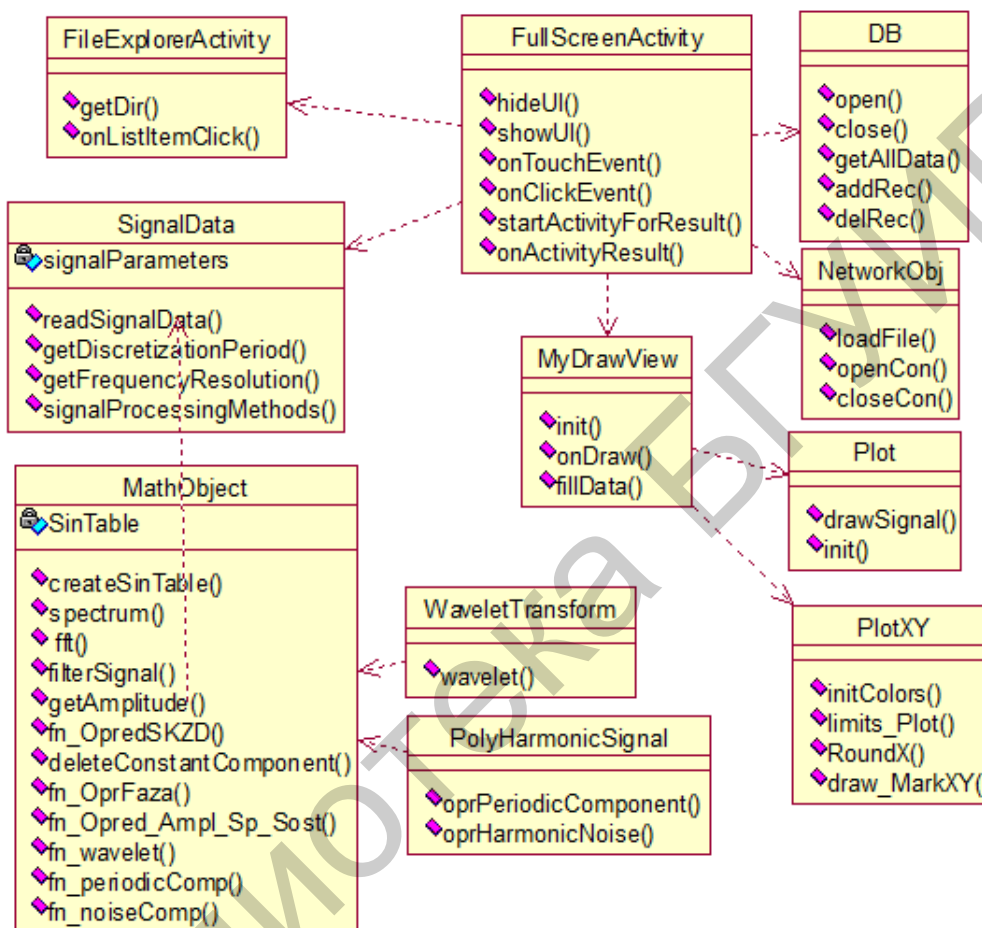 FileExplorerActivity
getDir()
onListItemClick()
FullScreenActivity
hideUI()
showUI()
onTouchEvent()
onClickEvent()
startActivityForResult()
onActivityResult()
DB
open()
close()
getAllData()
addRec()
delRec()
SignalData
signalParameters
readSignalData()
getDiscretizationPeriod()
getFrequencyResolution()
signalProcessingMethods()
NetworkObj
loadFile()
openCon()
closeCon()
MyDrawView
init()
onDraw()
fillData()
Plot
drawSignal()
init()
MathObject
SinTable
createSinTable()
spectrum()
fft()
filterSignal()
getAmplitude()
fn_OpredSKZD()
deleteConstantComponent()
fn_OprFaza()
fn_Opred_Ampl_Sp_Sost()
fn_wavelet()
fn_periodicComp()
fn_noiseComp()
WaveletTransform
wavelet()
PolyHarmonicSignal
oprPeriodicComponent()
oprHarmonicNoise()
PlotXY
initColors()
limits_Plot()
RoundX()
draw_MarkXY(